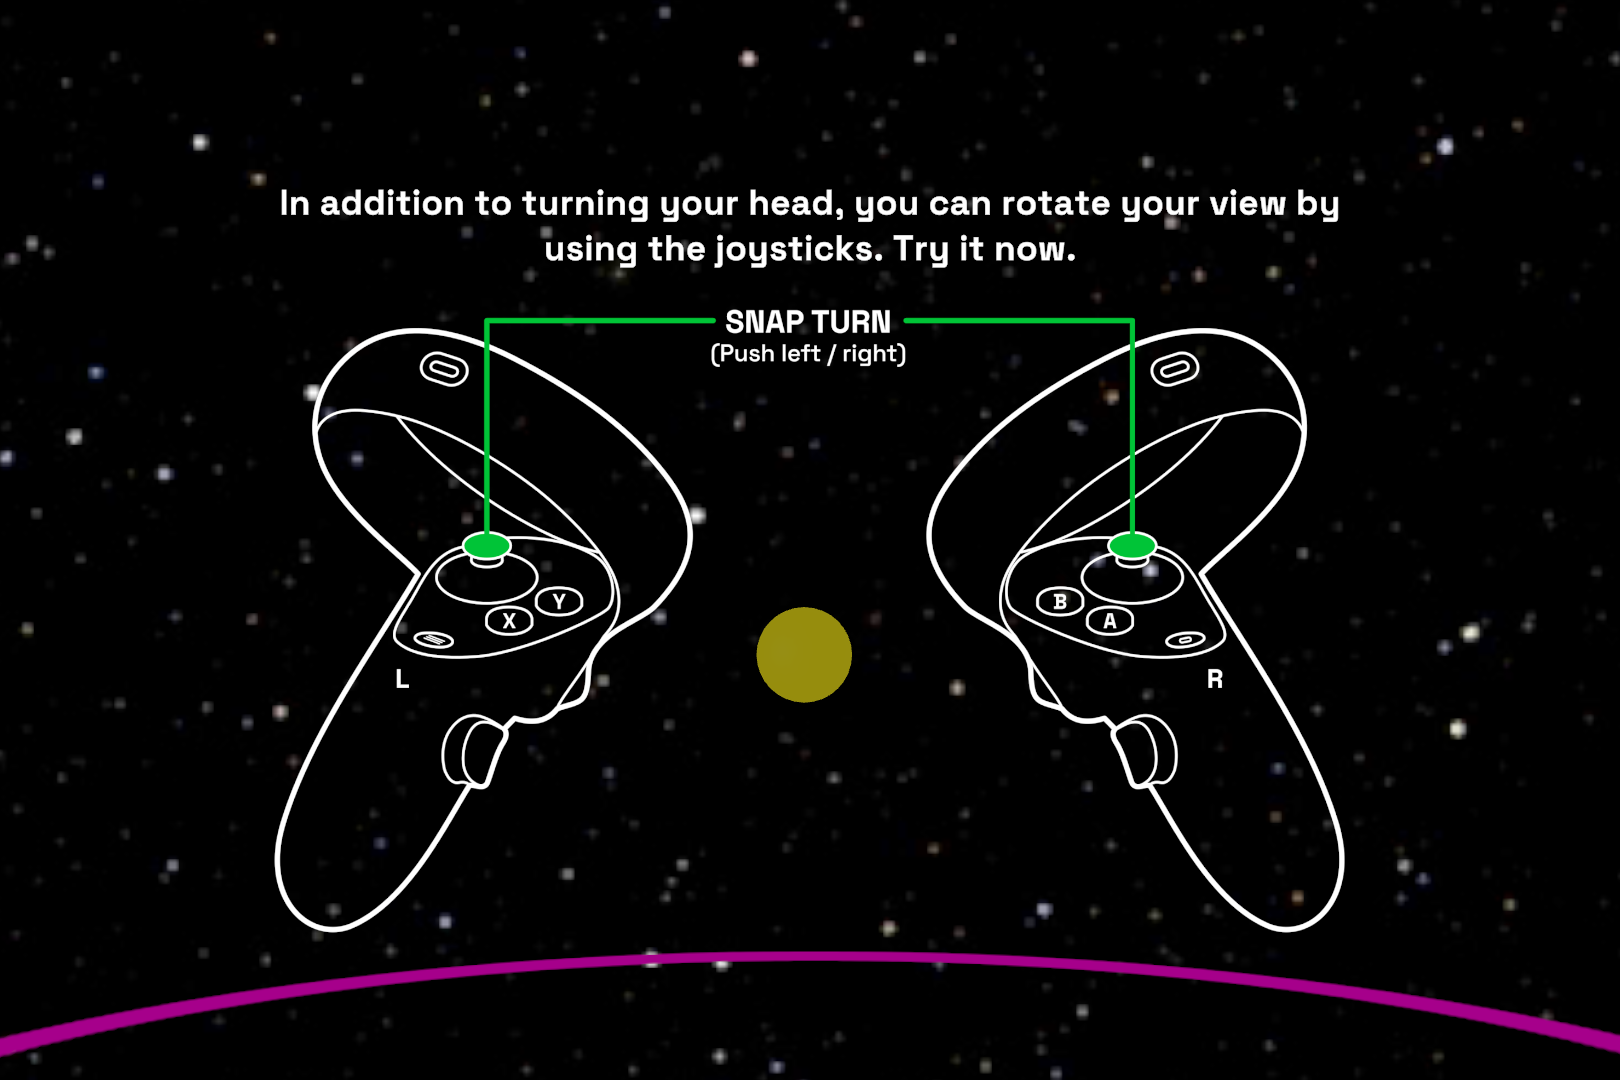 In addition to turning your head, you can rotate your view by
using the joysticks. Try it now.
SNAP TURN
(Push left / right)
Y
X
L
B
A
R